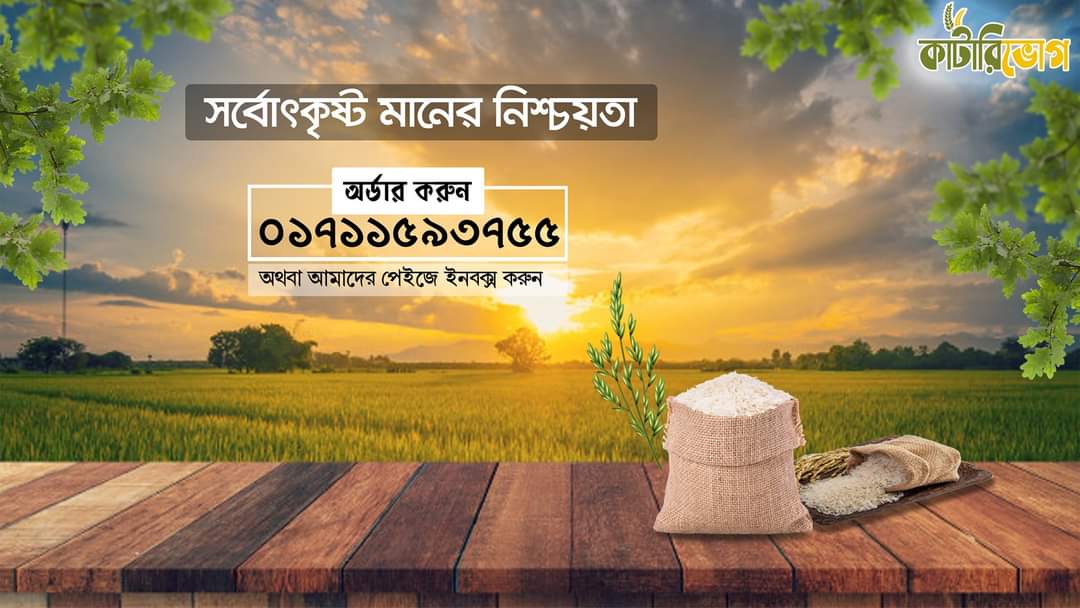 কাটারিভোগ
সর্বোৎকৃষ্ট মানের নিশ্চয়তা
অর্ডার করুন
০১৭১১৫৯৩৭৫৫
অথবা আমাদের পেইজে ইনবক্স করুন